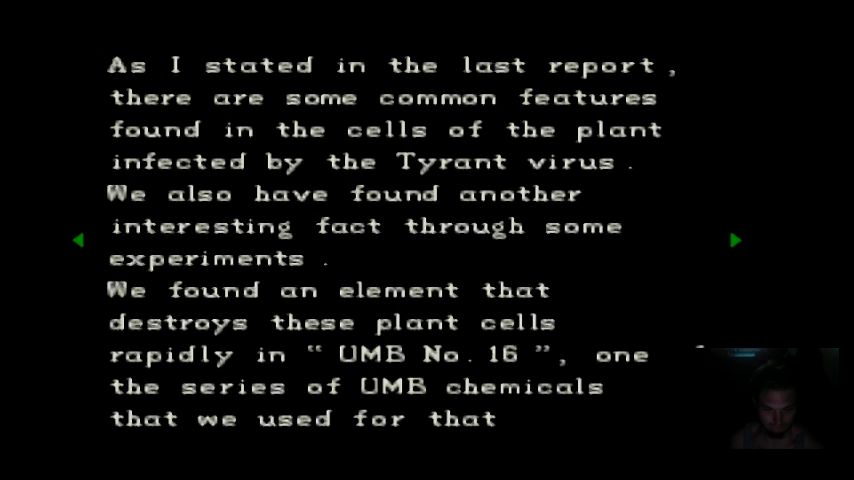 As I stated in the last report,
there are some common features
found in the cells of the plant
infected by the Tyrant virus.
We also have found another
interesting fact through some
experiments.
We found an element that
destroys these plant cells
rapidly in “ UMB No. 16 ”, one
the series of UMB chemicals
that we used for that